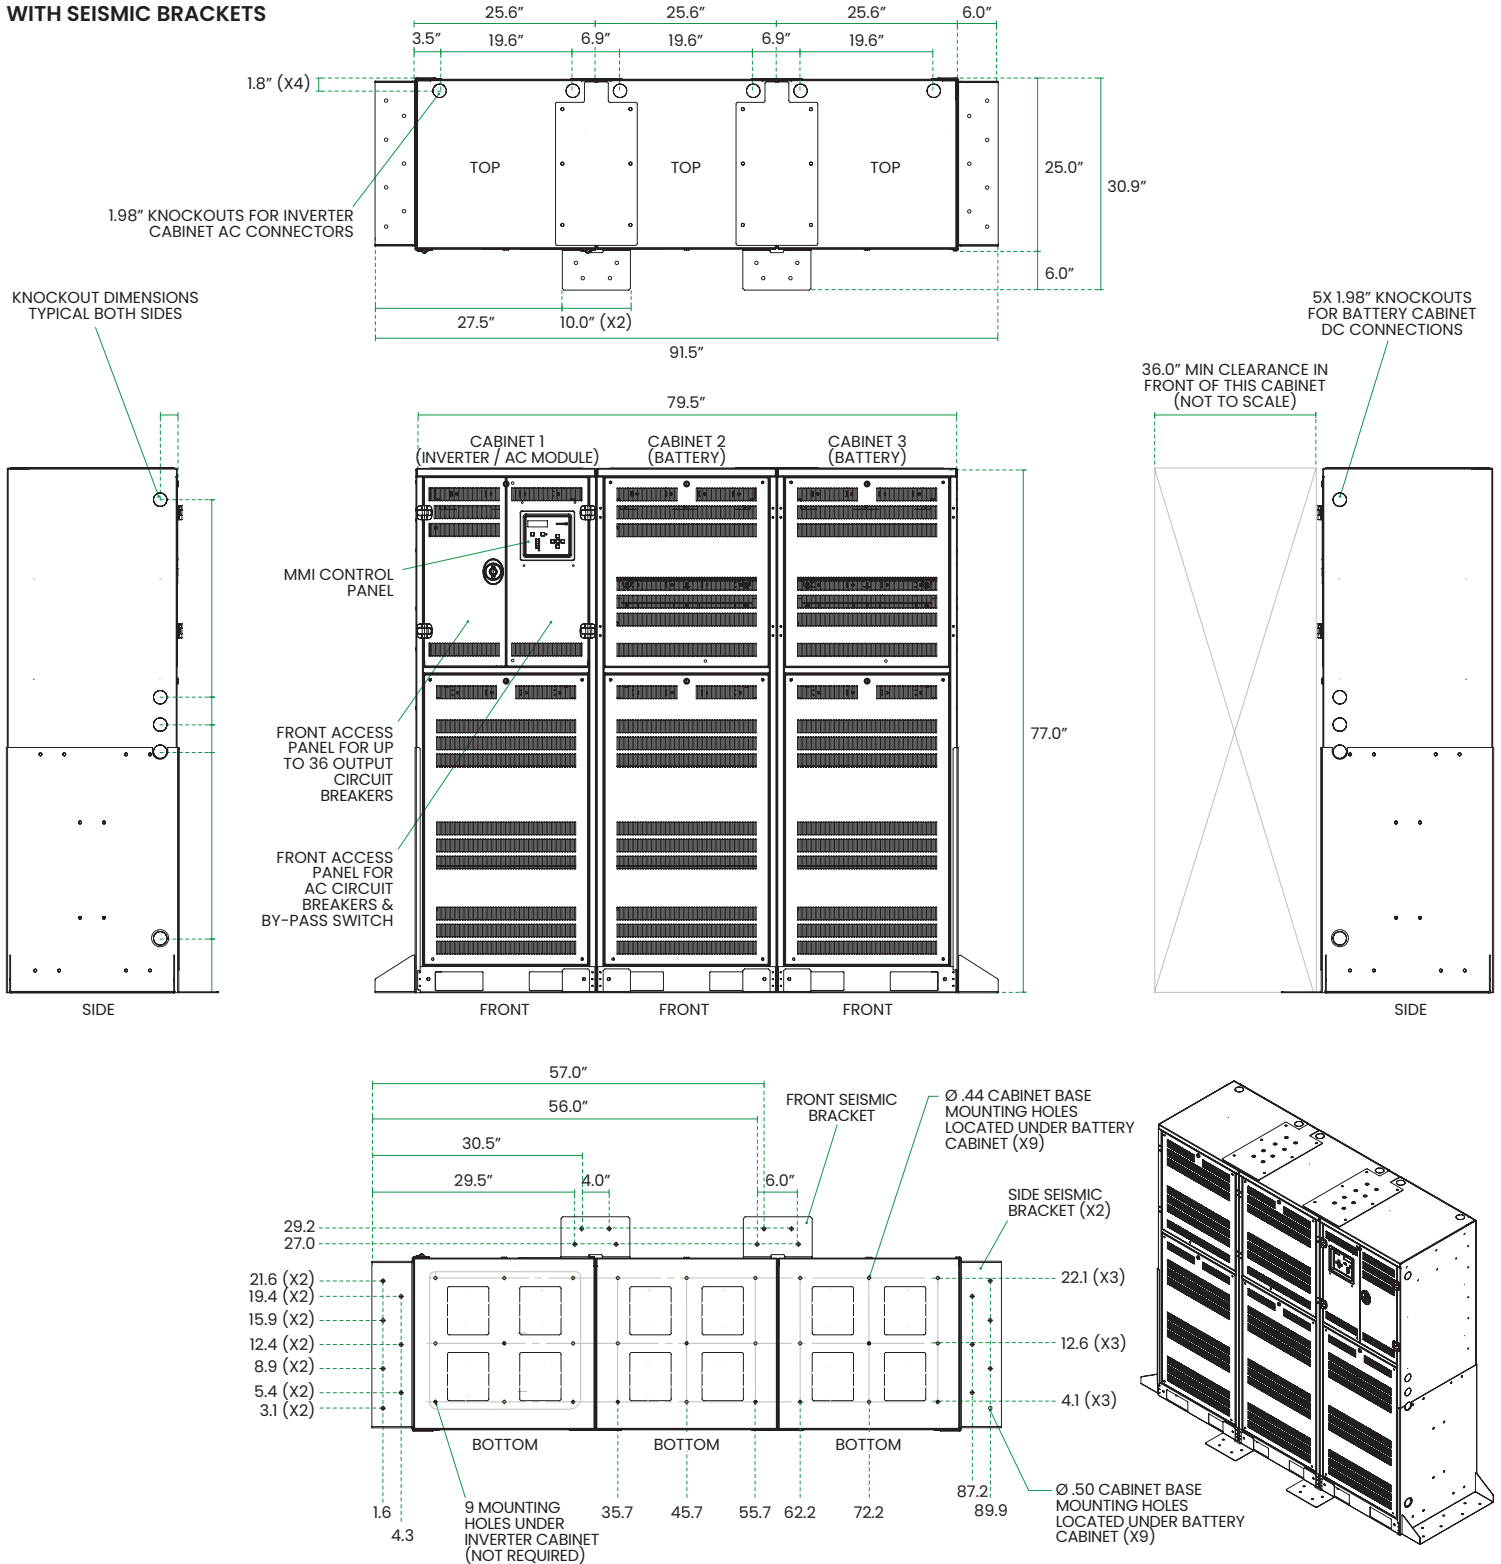 WITH SEISMIC BRACKETS
25.6” 25.6” 25.6” 6.0”
3.5” 19.6” 6.9” 19.6” 6.9” 19.6”
1.8” (X4)
TOP TOP TOP
25.0”
30.9”
1.98” KNOCKOUTS FOR INVERTER
CABINET AC CONNECTORS
6.0”
27.5” 10.0” (X2)
91.5”
KNOCKOUT DIMENSIONS
TYPICAL BOTH SIDES
5X 1.98” KNOCKOUTS
FOR BATTERY CABINET
DC CONNECTIONS
36.0” MIN CLEARANCE IN
FRONT OF THIS CABINET
(NOT TO SCALE)
79.5”
CABINET 1
(INVERTER / AC MODULE)
CABINET 2
(BATTERY)
CABINET 3
(BATTERY)
MMI CONTROL
PANEL
FRONT ACCESS
PANEL FOR UP
TO 36 OUTPUT
CIRCUIT
BREAKERS
77.0”
FRONT ACCESS
PANEL FOR
AC CIRCUIT
BREAKERS &
BY-PASS SWITCH
SIDE
FRONT FRONT FRONT
SIDE
57.0”
56.0”
30.5”
29.5” 4.0” 6.0”
FRONT SEISMIC
BRACKET
Ø .44 CABINET BASE
MOUNTING HOLES
LOCATED UNDER BATTERY
CABINET (X9)
SIDE SEISMIC
BRACKET (X2)
29.2
27.0
21.6 (X2)
19.4 (X2)
15.9 (X2)
12.4 (X2)
8.9 (X2)
5.4 (X2)
3.1 (X2)
22.1 (X3)
12.6 (X3)
4.1 (X3)
BOTTOM BOTTOM BOTTOM
1.6
4.3
9 MOUNTING
HOLES UNDER
INVERTER CABINET
(NOT REQUIRED)
35.7 45.7 55.7 62.2 72.2
87.2
89.9
Ø .50 CABINET BASE
MOUNTING HOLES
LOCATED UNDER BATTERY
CABINET (X9)